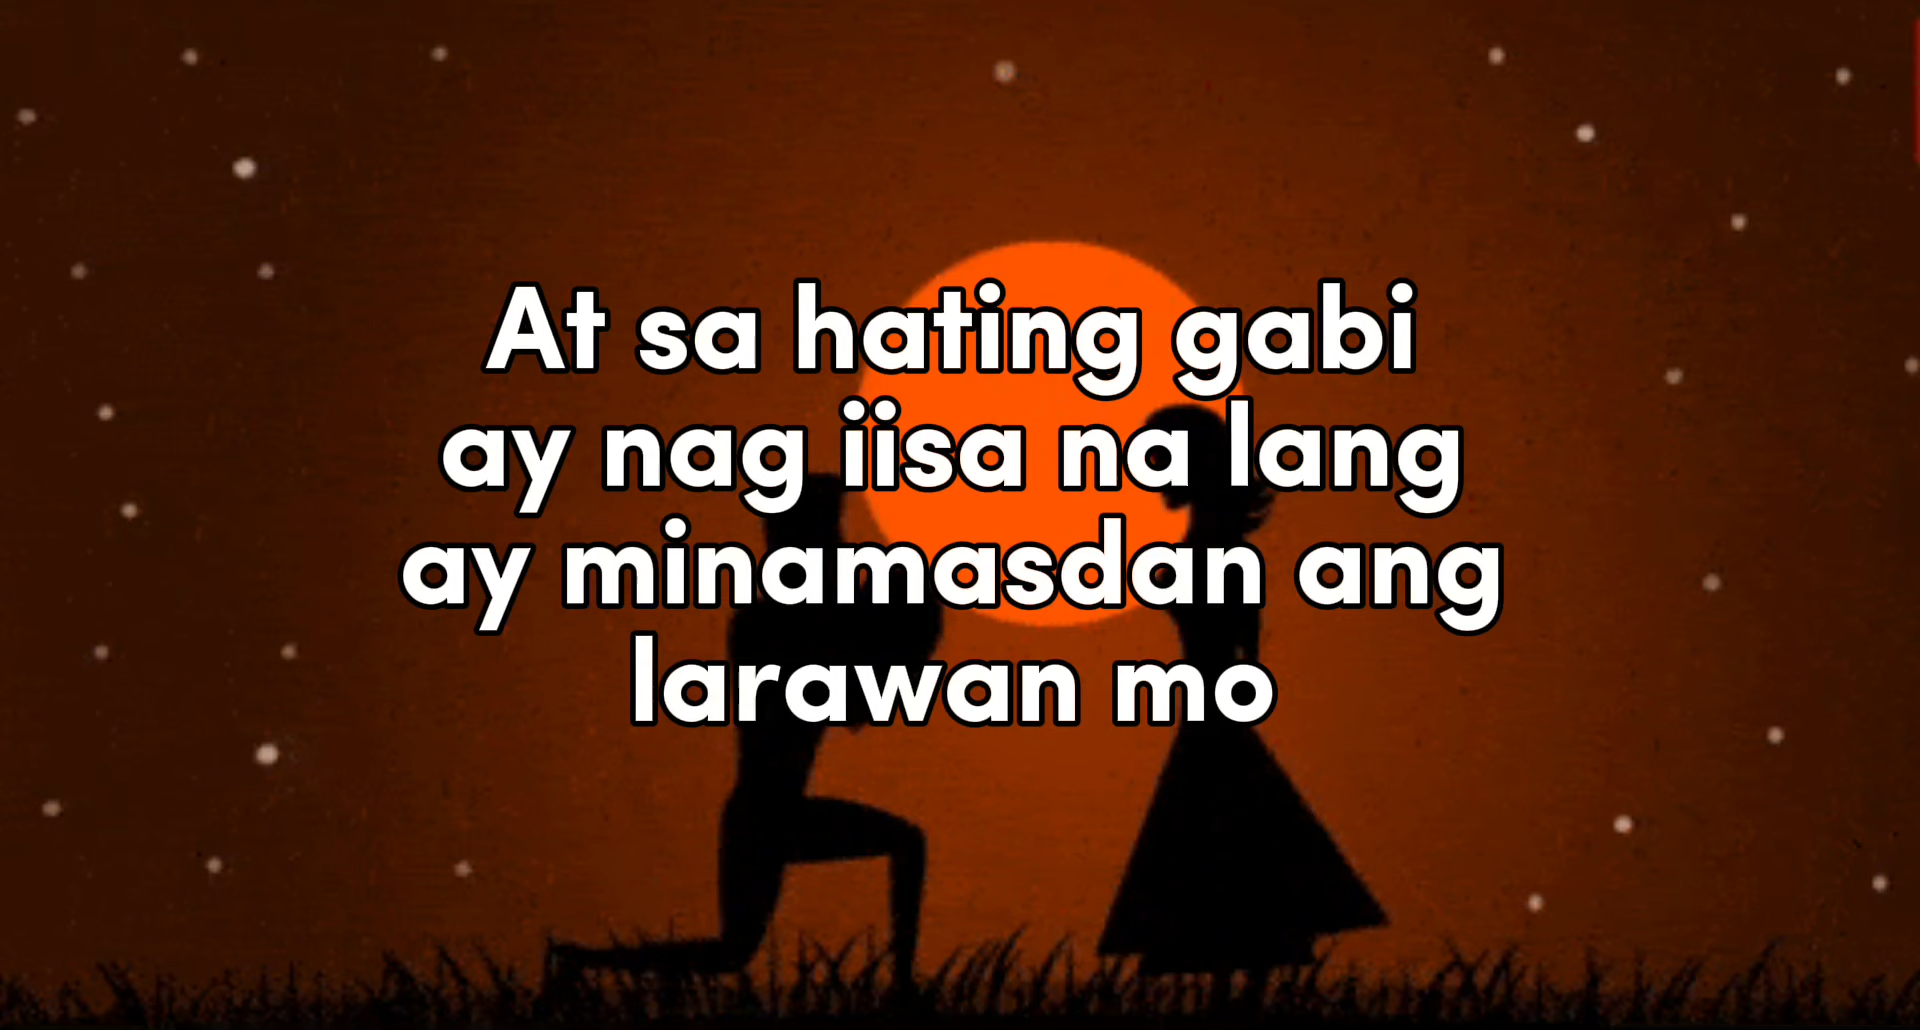 At sa hating gabi
ay nag iisa na lang
ay minamasdan ang
larawan mo